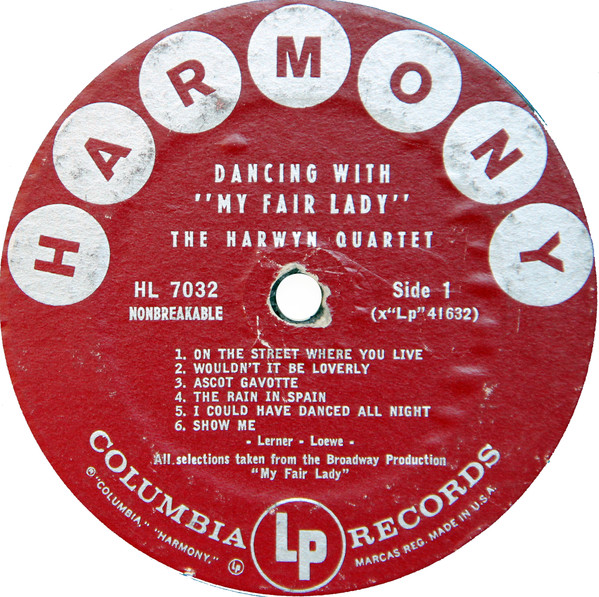 HARMONY
DANCING WITH
"MY FAIR LADY"
THE HARWYN QUARTET
HL 7032
NONBREAKABLE
Side 1
(x"Lp"41632)
1. ON THE STREET WHERE YOU LIVE
2. WOULDN'T IT BE LOVERLY
3. ASCOT GAVOTTE
4. THE RAIN IN SPAIN
5. I COULD HAVE DANCED ALL NIGHT
6. SHOW ME
- Lerner - Loewe -
All selections taken from the Broadway Production
"My Fair Lady"
COLUMBIA Lp RECORDS
® "COLUMBIA," "HARMONY," Lp MARCAS REG. MADE IN U.S.A.